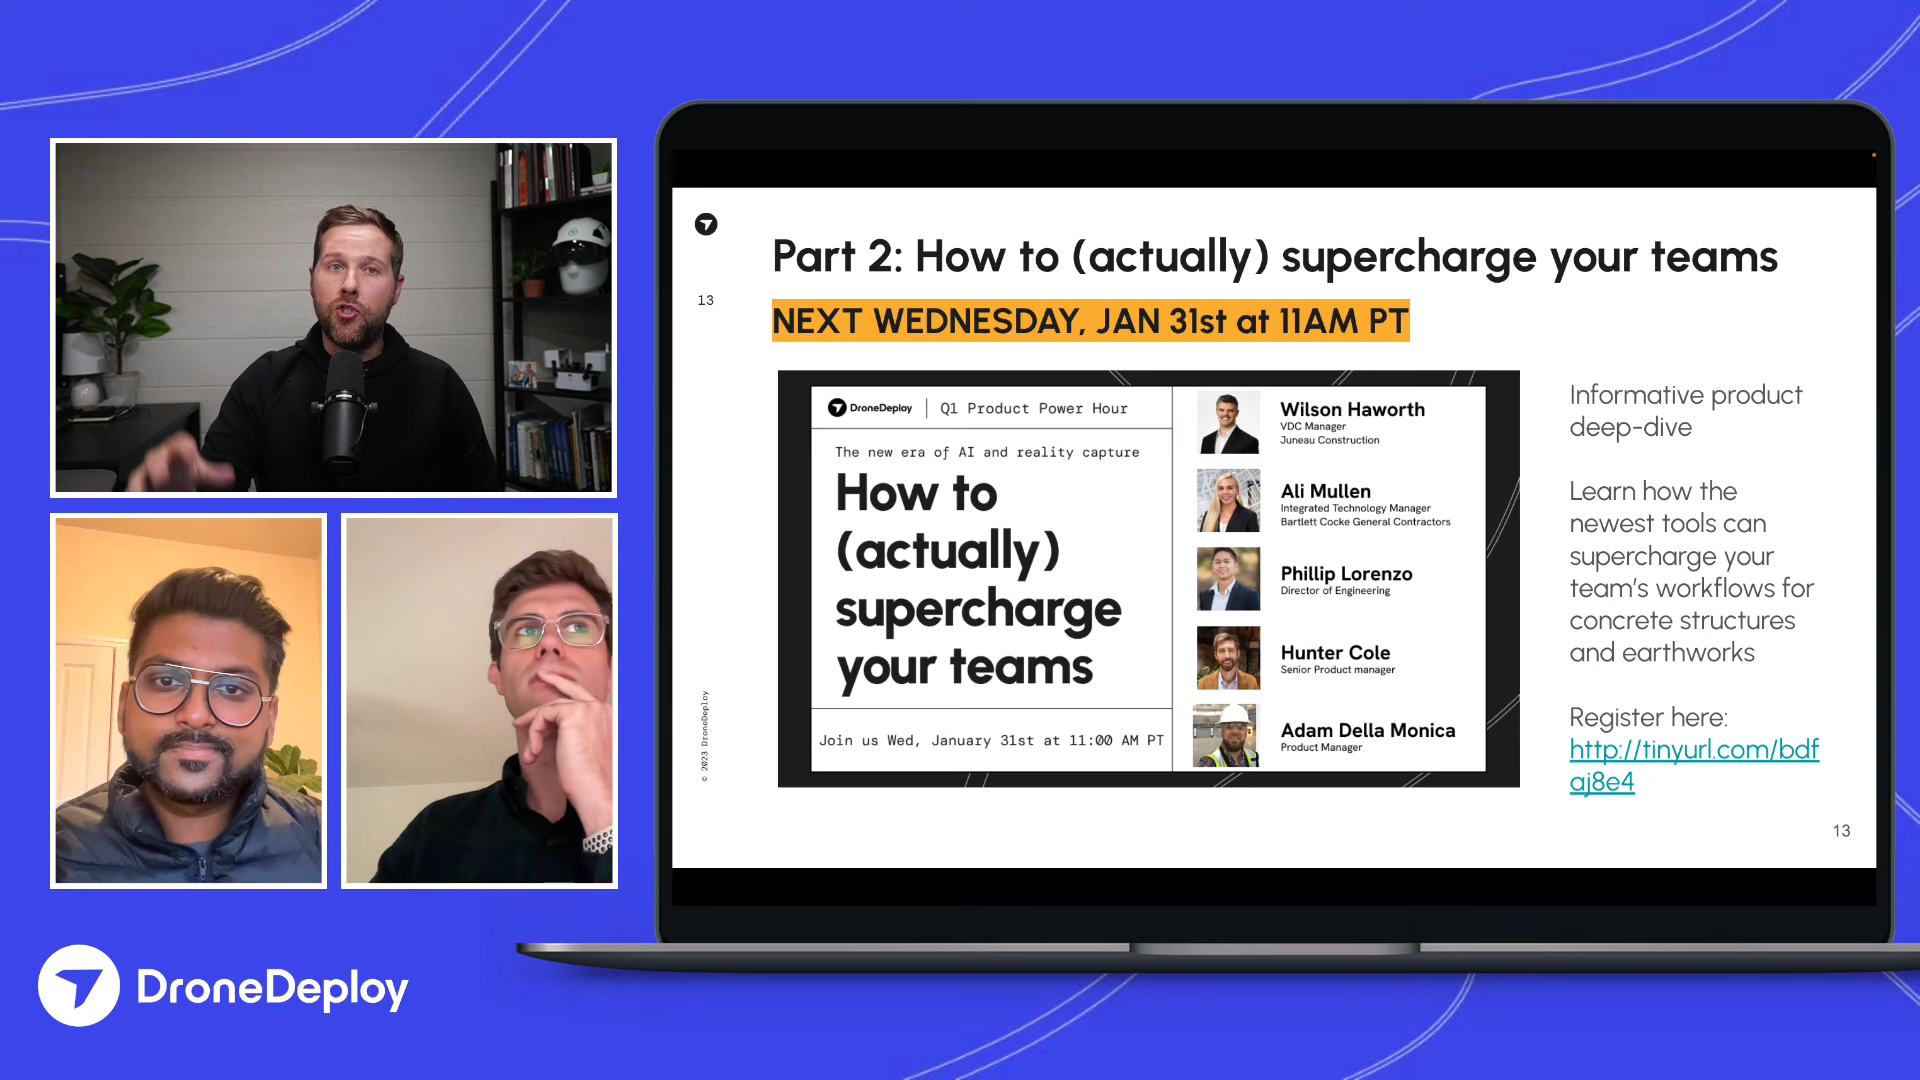 Part 2: How to (actually) supercharge your teams
13
NEXT WEDNESDAY, JAN 31st at 11AM PT
DroneDeploy
Q1 Product Power Hour
The new era of AI and reality capture
How to
(actually)
supercharge
your teams
Join us Wed, January 31st at 11:00 AM PT
Wilson Haworth
VDC Manager
Juneau Construction
Ali Mullen
Integrated Technology Manager
Bartlett Cocke General Contractors
Phillip Lorenzo
Director of Engineering
Hunter Cole
Senior Product manager
Adam Della Monica
Product Manager
Informative product
deep-dive
Learn how the
newest tools can
supercharge your
team's workflows for
concrete structures
and earthworks
Register here:
http://tinyurl.com/bdf
aj8e4
© 2023 DroneDeploy
13
DroneDeploy